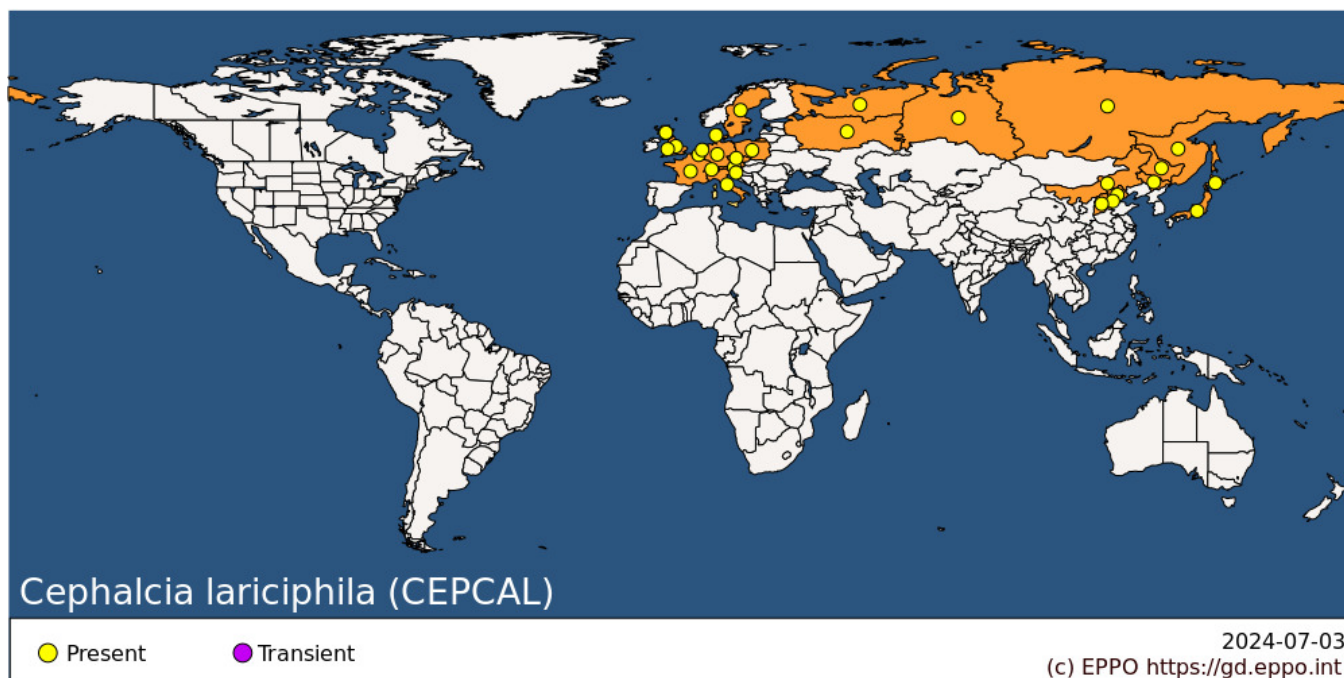 Cephalcia lariciphila (CEPCAL)
Present
Transient
2024-07-03
(c) EPPO https://gd.eppo.int